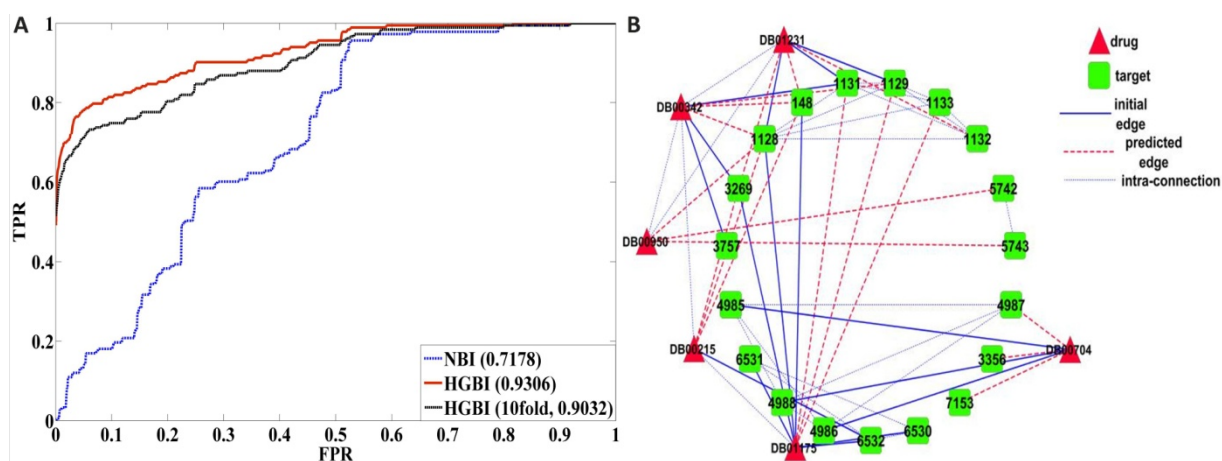 A
1
0.8
0.6
0.4
0.2
0
TPR
0
0.1
0.2
0.3
0.4
0.5
0.6
0.7
0.8
0.9
1
FPR
NBI (0.7178)
HGBI (0.9306)
HGBI (10fold, 0.9032)
B
DB01231
DB00342
DB00950
DB00215
DB01175
DB00704
1131
1129
148
1133
1128
1132
3269
5742
3757
5743
4985
4987
6531
3356
4988
7153
4986
6532
6530
drug
target
initial
edge
predicted
edge
intra-connection